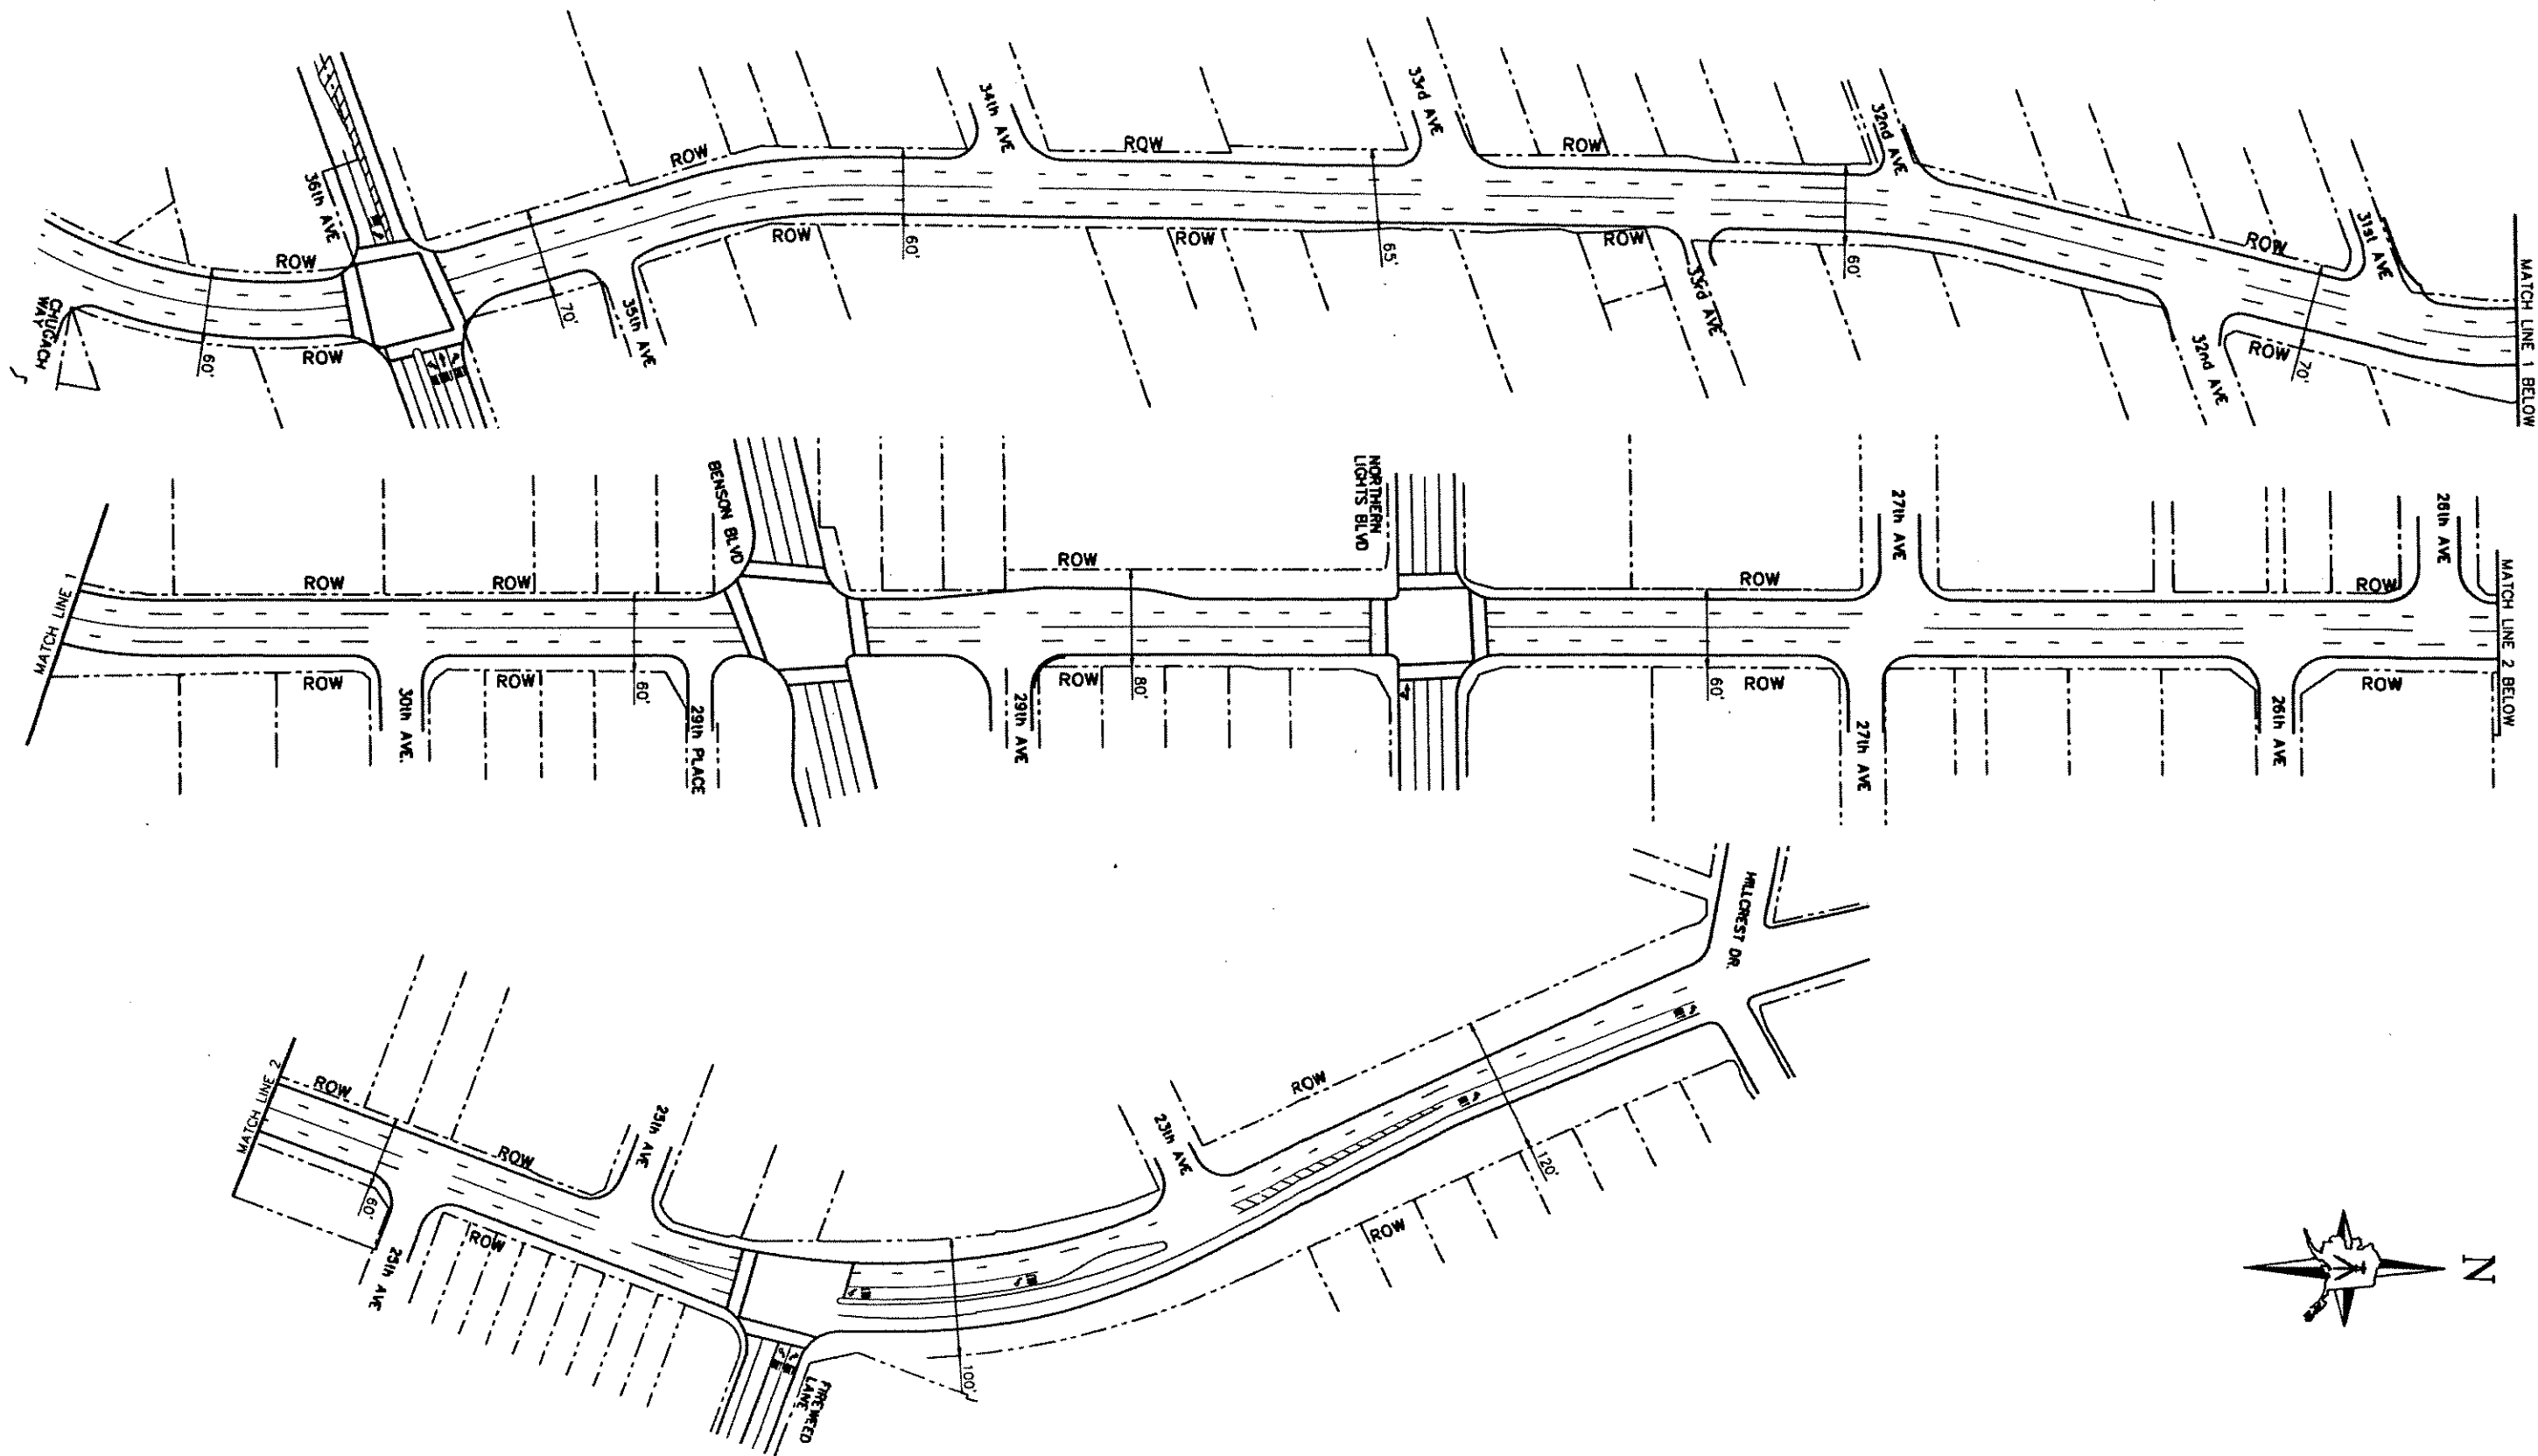 36th AVE
ROW
ROW
CHUGACH
WAY
60'
ROW
70'
35th AVE
34th AVE
ROW
60'
ROW
33rd AVE
ROW
65'
ROW
ROW
33rd AVE
32nd
AVE
60'
ROW
31st
AVE
32nd AVE
ROW
70'
MATCH LINE 1 BELOW
MATCH LINE 1
ROW
ROW
ROW
30th AVE.
ROW
60'
29th PLACE
BENSON BLVD
ROW
29th AVE
ROW
80'
NORTHERN
LIGHTS BLVD
ROW
60'
ROW
27th AVE
27th AVE
26th AVE
ROW
26th AVE
ROW
MATCH LINE 2 BELOW
MATCH LINE 2
ROW
60'
25th AVE
ROW
ROW
25th AVE
FIREWEED
LANE
100'
23th AVE
ROW
120'
ROW
HILLCREST DR.
N